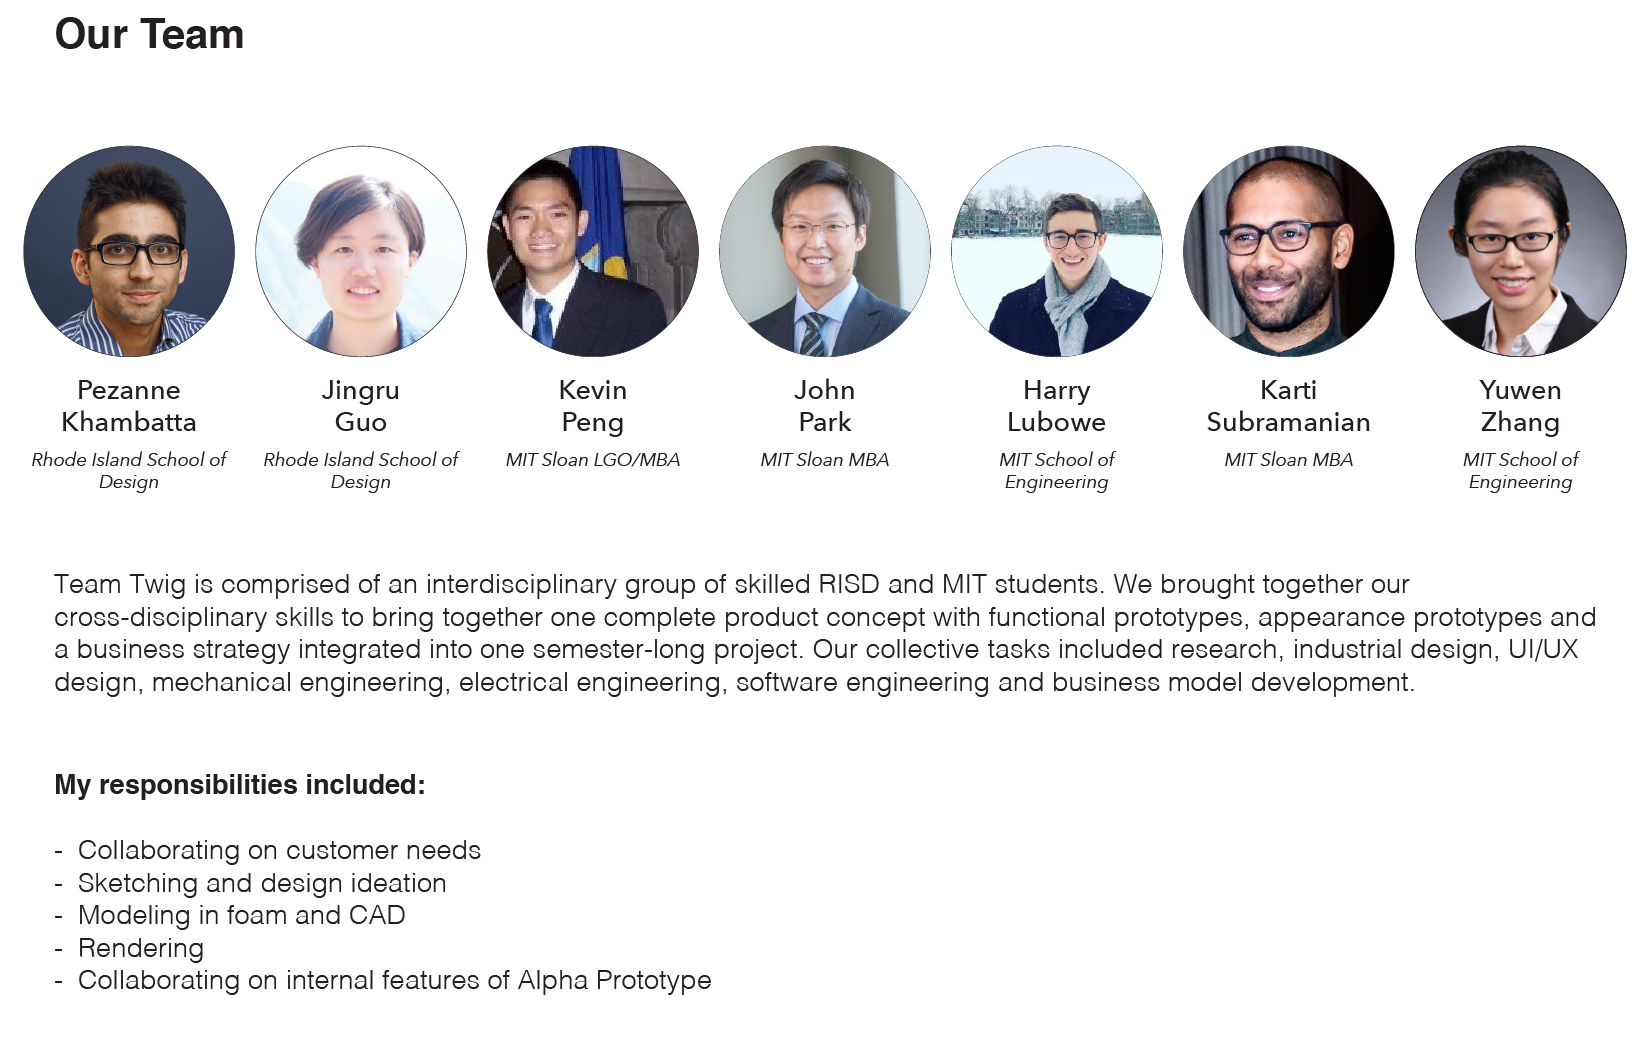 Our Team
Pezanne
Khambatta
Rhode Island School of
Design
Jingru
Guo
Rhode Island School of
Design
Kevin
Peng
MIT Sloan LGO/MBA
John
Park
MIT Sloan MBA
Harry
Lubowe
MIT School of
Engineering
Karti
Subramanian
MIT Sloan MBA
Yuwen
Zhang
MIT School of
Engineering
Team Twig is comprised of an interdisciplinary group of skilled RISD and MIT students. We brought together our
cross-disciplinary skills to bring together one complete product concept with functional prototypes, appearance prototypes and
a business strategy integrated into one semester-long project. Our collective tasks included research, industrial design, UI/UX
design, mechanical engineering, electrical engineering, software engineering and business model development.
My responsibilities included:
- Collaborating on customer needs
- Sketching and design ideation
- Modeling in foam and CAD
- Rendering
- Collaborating on internal features of Alpha Prototype